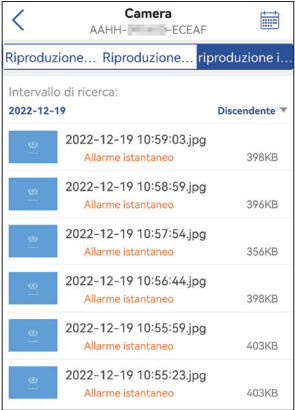 Camera
AAHH-
-ECEAF
Riproduzione... Riproduzione... riproduzione i...
Intervallo di ricerca:
2022-12-19 Discendente
2022-12-19 10:59:03.jpg
Allarme istantaneo 398KB
2022-12-19 10:58:59.jpg
Allarme istantaneo 396KB
2022-12-19 10:57:54.jpg
Allarme istantaneo 356KB
2022-12-19 10:56:44.jpg
Allarme istantaneo 398KB
2022-12-19 10:55:59.jpg
Allarme istantaneo 403KB
2022-12-19 10:55:23.jpg
Allarme istantaneo 403KB